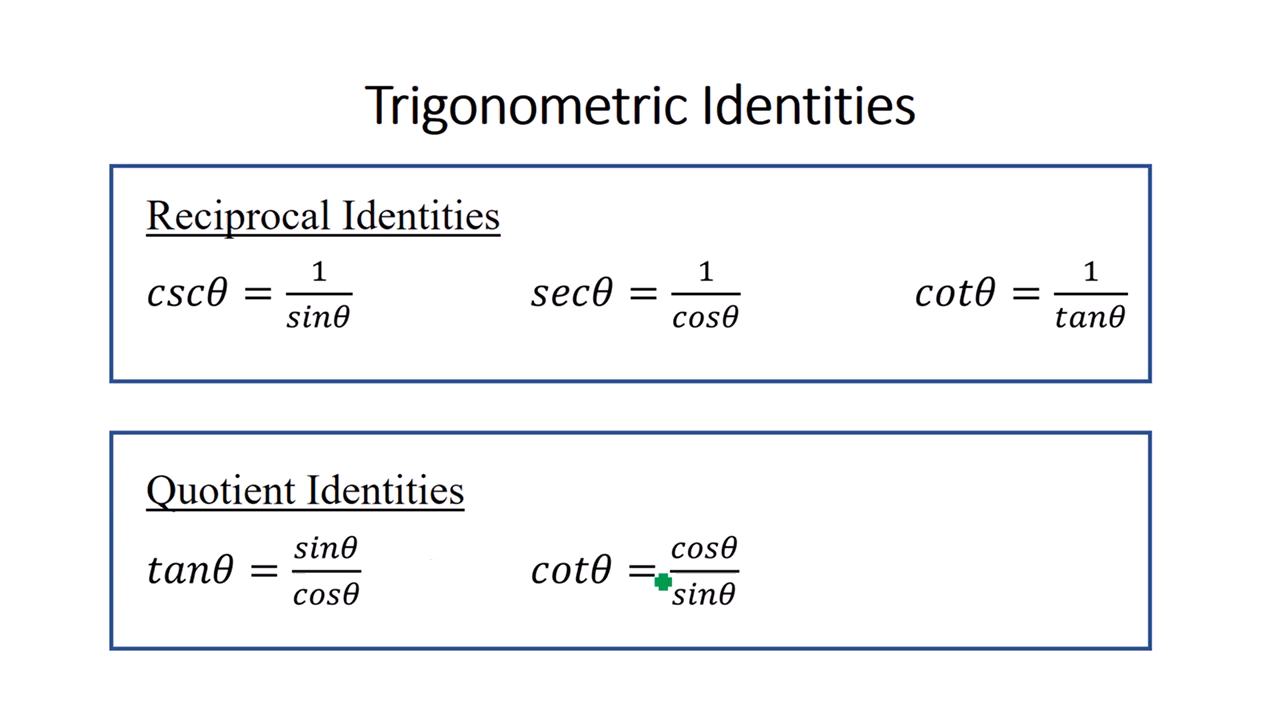 Trigonometric Identities
Reciprocal Identities
cscθ = 1/sinθ secθ = 1/cosθ cotθ = 1/tanθ
Quotient Identities
tanθ = sinθ/cosθ cotθ = cosθ/sinθ